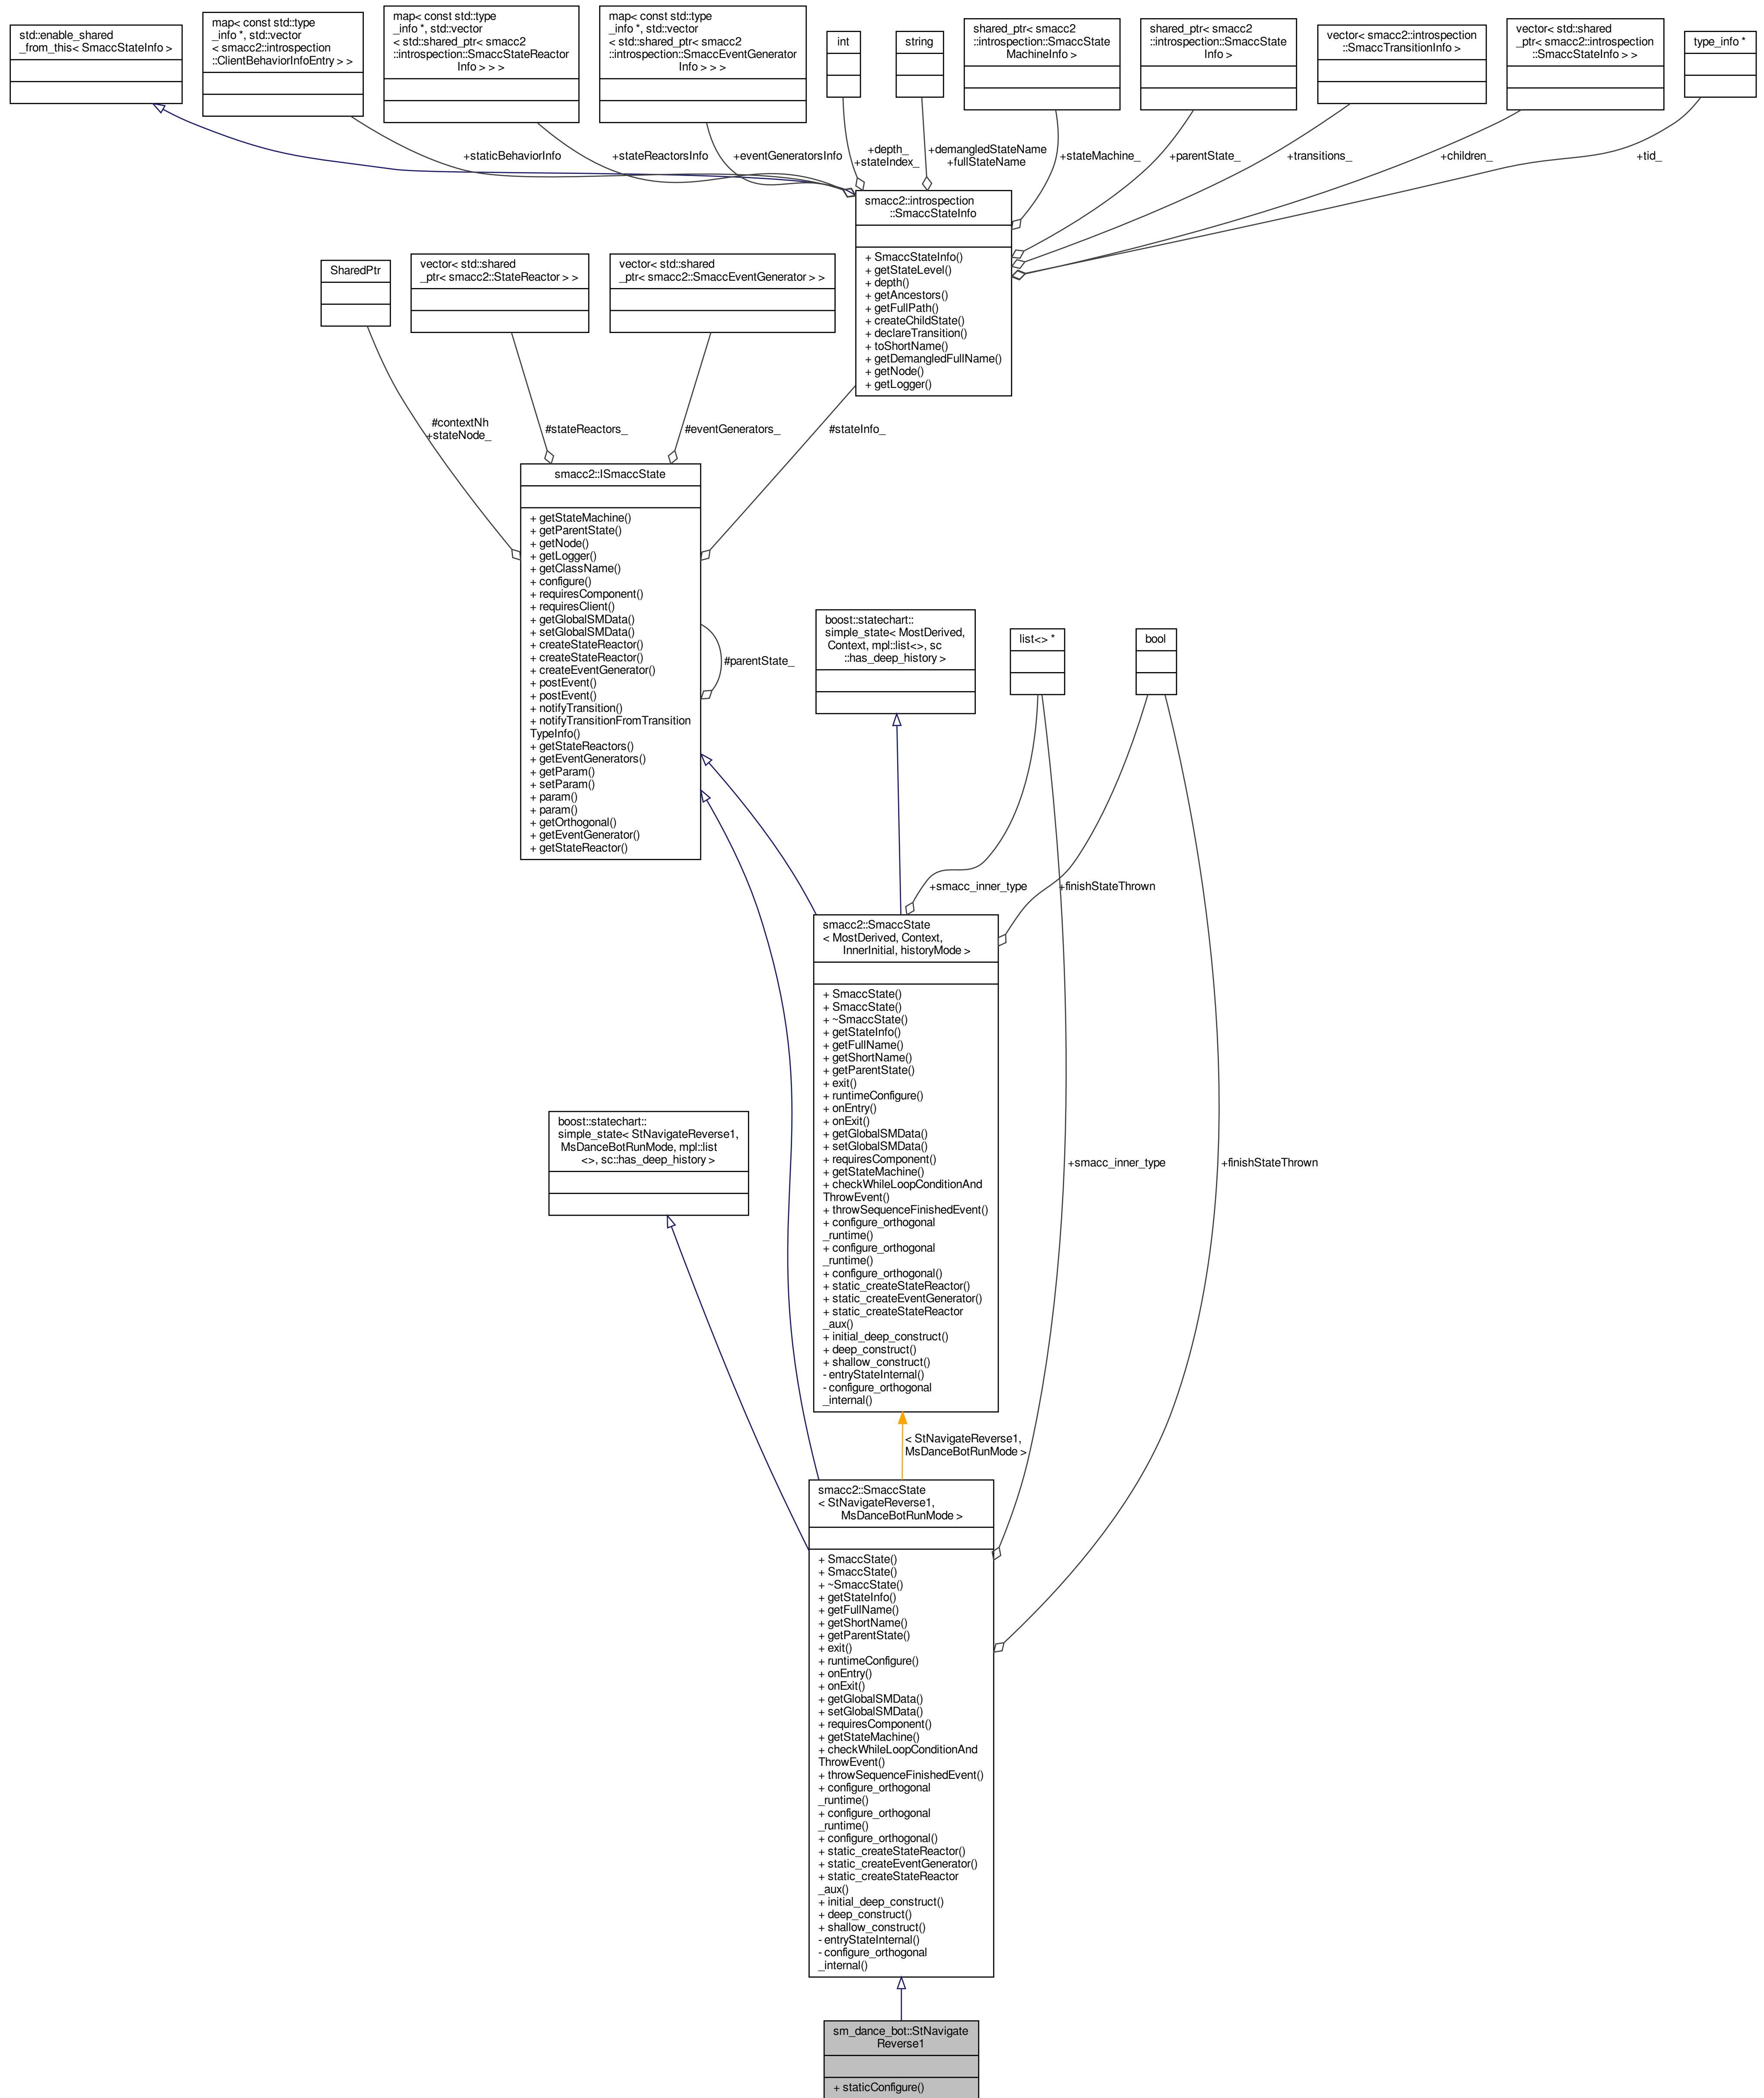 std::enable_shared
_from_this< SmaccStateInfo >
map< const std::type
_info *, std::vector
< smacc2::introspection
::ClientBehaviorInfoEntry > >
map< const std::type
_info *, std::vector
< std::shared_ptr< smacc2
::introspection::SmaccStateReactor
Info > > >
map< const std::type
_info *, std::vector
< std::shared_ptr< smacc2
::introspection::SmaccEventGenerator
Info > > >
int
string
shared_ptr< smacc2
::introspection::SmaccState
MachineInfo >
shared_ptr< smacc2
::introspection::SmaccState
Info >
vector< smacc2::introspection
::SmaccTransitionInfo >
vector< std::shared
_ptr< smacc2::introspection
::SmaccStateInfo > >
type_info *
+staticBehaviorInfo
+stateReactorsInfo
+eventGeneratorsInfo
+depth_
+stateIndex_
+demangledStateName
+fullStateName
+stateMachine_
+parentState_
+transitions_
+children_
+tid_
smacc2::introspection
::SmaccStateInfo
+ SmaccStateInfo()
+ getStateLevel()
+ depth()
+ getAncestors()
+ getFullPath()
+ createChildState()
+ declareTransition()
+ toShortName()
+ getDemangledFullName()
+ getNode()
+ getLogger()
SharedPtr
vector< std::shared
_ptr< smacc2::StateReactor > >
vector< std::shared
_ptr< smacc2::SmaccEventGenerator > >
#contextNh
+stateNode_
#stateReactors_
#eventGenerators_
#stateInfo_
smacc2::ISmaccState
+ getStateMachine()
+ getParentState()
+ getNode()
+ getLogger()
+ getClassName()
+ configure()
+ requiresComponent()
+ requiresClient()
+ getGlobalSMData()
+ setGlobalSMData()
+ createStateReactor()
+ createStateReactor()
+ createEventGenerator()
+ postEvent()
+ postEvent()
+ notifyTransition()
+ notifyTransitionFromTransition
TypeInfo()
+ getStateReactors()
+ getEventGenerators()
+ getParam()
+ setParam()
+ param()
+ param()
+ getOrthogonal()
+ getEventGenerator()
+ getStateReactor()
#parentState_
boost::statechart::
simple_state< MostDerived,
Context, mpl::list<>, sc
::has_deep_history >
list<> *
bool
+smacc_inner_type
+finishStateThrown
smacc2::SmaccState
< MostDerived, Context,
InnerInitial, historyMode >
+ SmaccState()
+ SmaccState()
+ ~SmaccState()
+ getStateInfo()
+ getFullName()
+ getShortName()
+ getParentState()
+ exit()
+ runtimeConfigure()
+ onEntry()
+ onExit()
+ getGlobalSMData()
+ setGlobalSMData()
+ requiresComponent()
+ getStateMachine()
+ checkWhileLoopConditionAnd
ThrowEvent()
+ throwSequenceFinishedEvent()
+ configure_orthogonal
_runtime()
+ configure_orthogonal
_runtime()
+ configure_orthogonal()
+ static_createStateReactor()
+ static_createEventGenerator()
+ static_createStateReactor
_aux()
+ initial_deep_construct()
+ deep_construct()
+ shallow_construct()
- entryStateInternal()
- configure_orthogonal
_internal()
boost::statechart::
simple_state< StNavigateReverse1,
MsDanceBotRunMode, mpl::list
<>, sc::has_deep_history >
+smacc_inner_type
+finishStateThrown
< StNavigateReverse1,
MsDanceBotRunMode >
smacc2::SmaccState
< StNavigateReverse1,
MsDanceBotRunMode >
+ SmaccState()
+ SmaccState()
+ ~SmaccState()
+ getStateInfo()
+ getFullName()
+ getShortName()
+ getParentState()
+ exit()
+ runtimeConfigure()
+ onEntry()
+ onExit()
+ getGlobalSMData()
+ setGlobalSMData()
+ requiresComponent()
+ getStateMachine()
+ checkWhileLoopConditionAnd
ThrowEvent()
+ throwSequenceFinishedEvent()
+ configure_orthogonal
_runtime()
+ configure_orthogonal
_runtime()
+ configure_orthogonal()
+ static_createStateReactor()
+ static_createEventGenerator()
+ static_createStateReactor
_aux()
+ initial_deep_construct()
+ deep_construct()
+ shallow_construct()
- entryStateInternal()
- configure_orthogonal
_internal()
sm_dance_bot::StNavigate
Reverse1
+ staticConfigure()